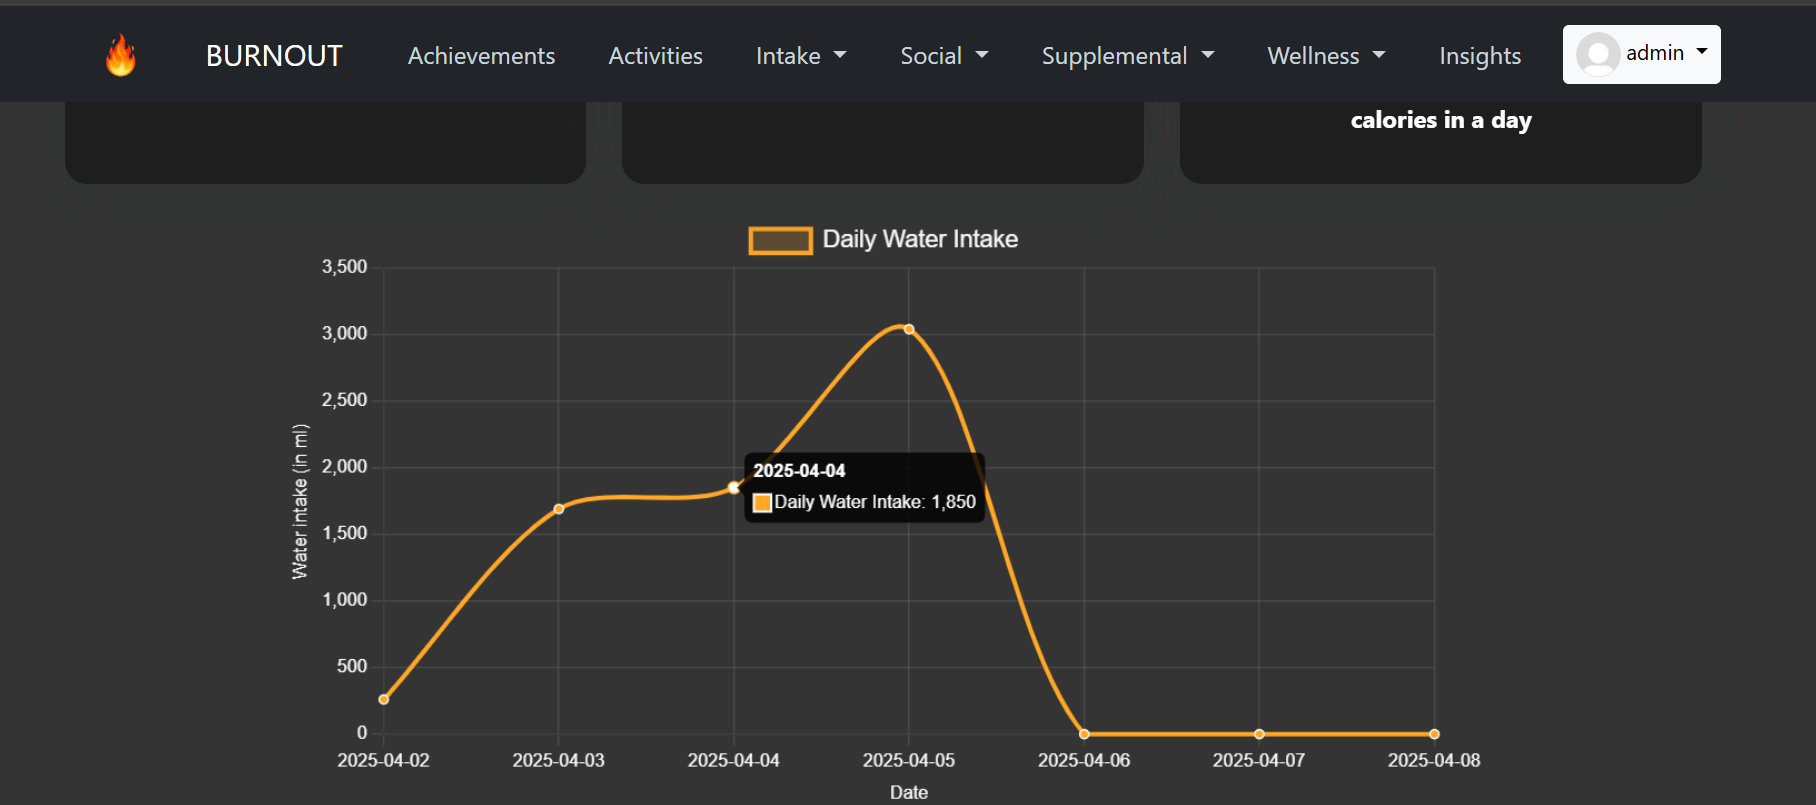 BURNOUT Achievements Activities Intake Social Supplemental Wellness Insights admin
calories in a day
Daily Water Intake
3,500
3,000
2,500
2,000
1,500
1,000
500
0
Water Intake (in ml)
2025-04-04
Daily Water Intake: 1,850
2025-04-02 2025-04-03 2025-04-04 2025-04-05 2025-04-06 2025-04-07 2025-04-08
Date